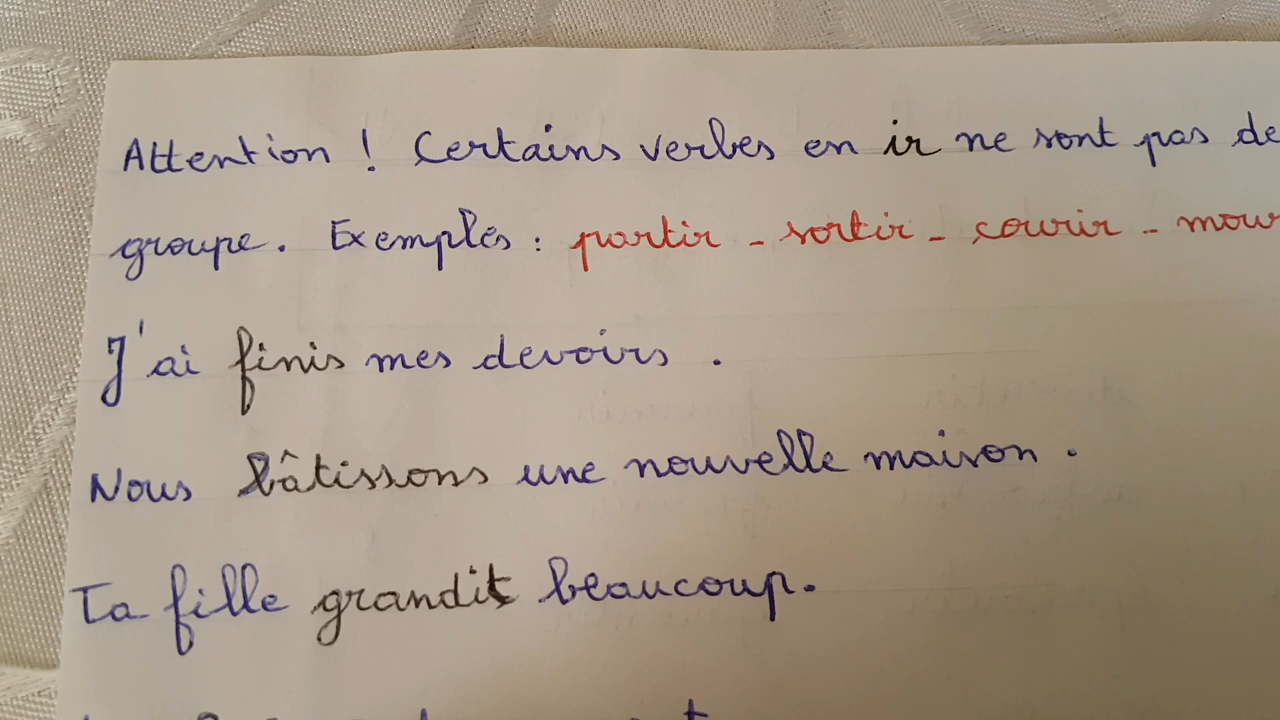 Attention ! Certains verbes en ir ne sont pas de
groupe. Exemples : partir - sortir - courir - mour
J'ai finis mes devoirs .
Nous bâtissons une nouvelle maison .
Ta fille grandit beaucoup.